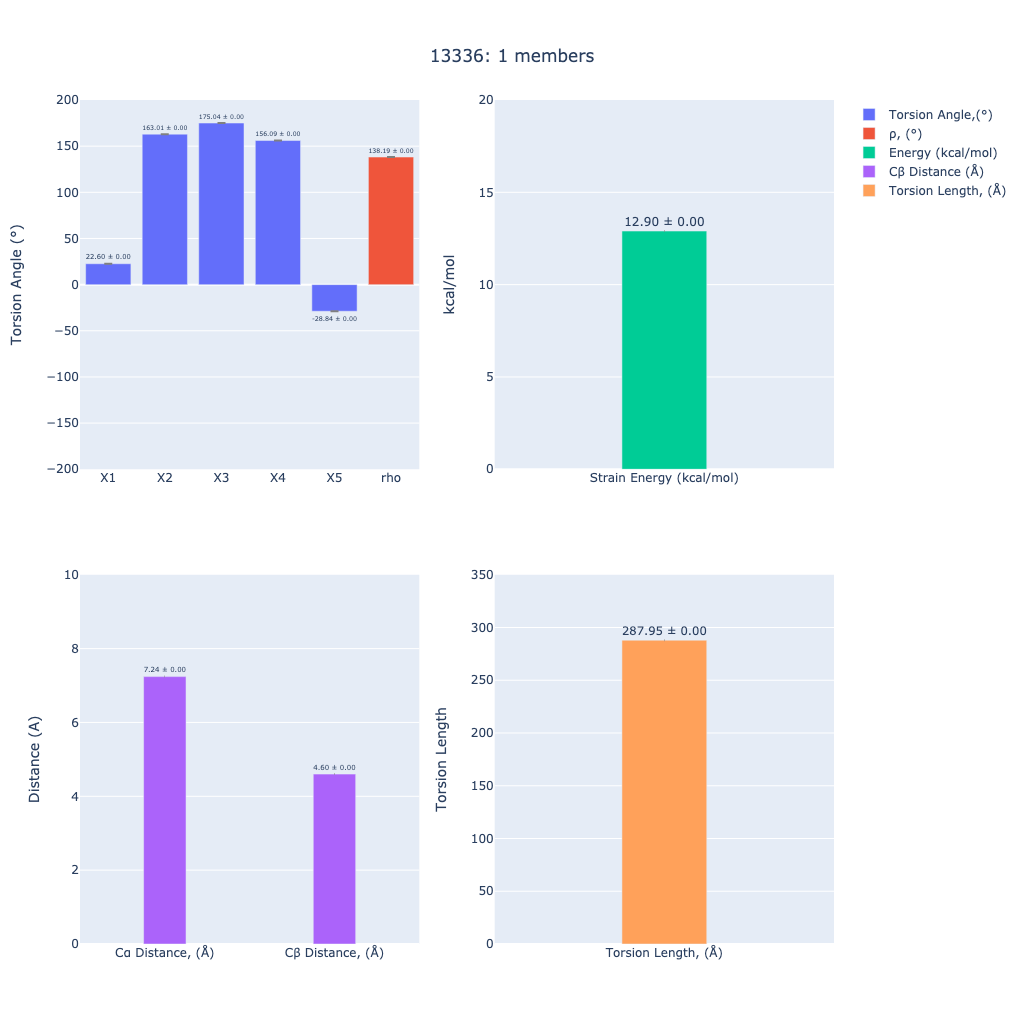 13336: 1 members
Torsion Angle,(°)
ρ, (°)
Energy (kcal/mol)
Cβ Distance (Å)
Torsion Length, (Å)
Torsion Angle (°)
200
150
100
50
0
−50
−100
−150
−200
22.60 ± 0.00
163.01 ± 0.00
175.04 ± 0.00
156.09 ± 0.00
-28.84 ± 0.00
138.19 ± 0.00
X1 X2 X3 X4 X5 rho
kcal/mol
20
15
10
5
0
12.90 ± 0.00
Strain Energy (kcal/mol)
Distance (A)
10
8
6
4
2
0
7.24 ± 0.00
4.60 ± 0.00
Cα Distance, (Å) Cβ Distance, (Å)
Torsion Length
350
300
250
200
150
100
50
0
287.95 ± 0.00
Torsion Length, (Å)